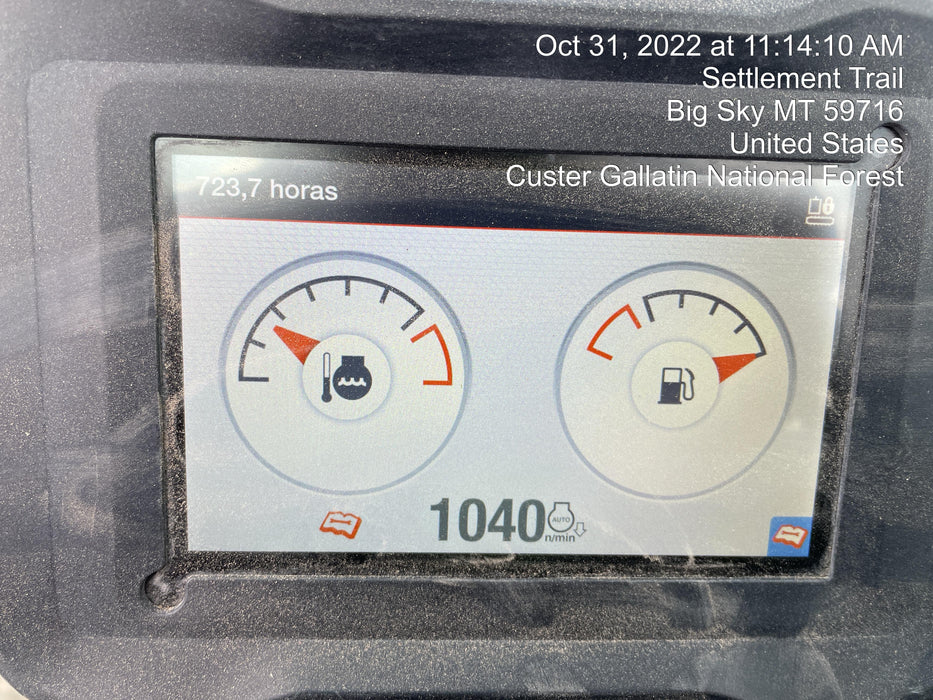 Oct 31, 2022 at 11:14:10 AM
Settlement Trail
Big Sky MT 59716
United States
Custer Gallatin National Forest
723,7 horas
1040
AUTO
n/min